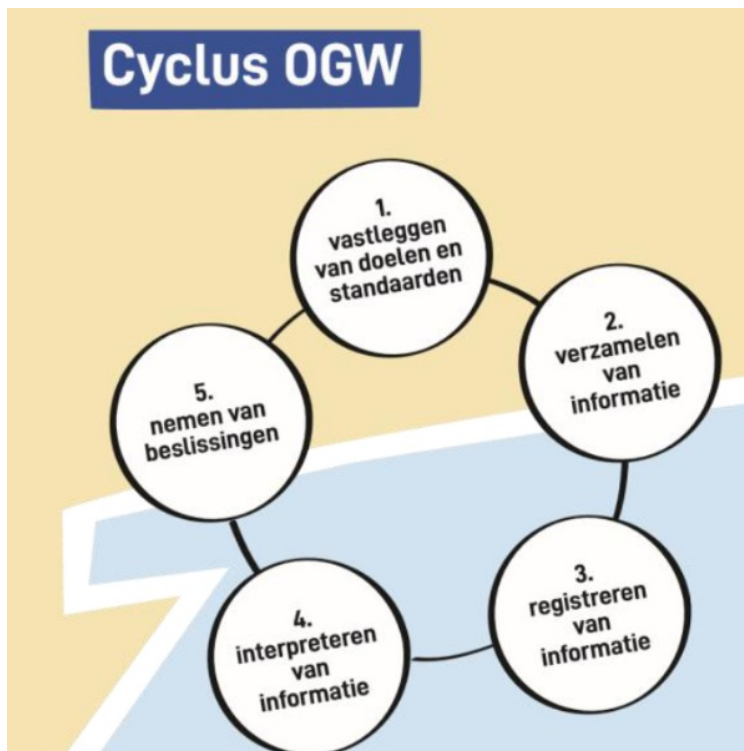 Cyclus OGW
1.
vastleggen
van doelen en
standaarden
2.
verzamelen
van
informatie
3.
registreren
van
informatie
4.
interpreteren
van
informatie
5.
nemen van
beslissingen